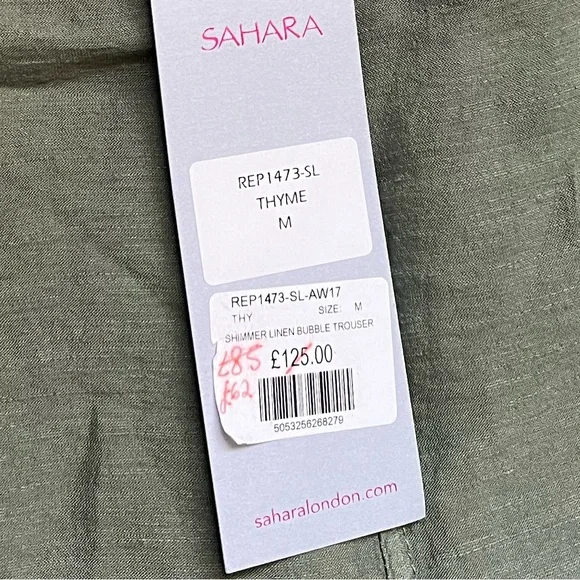 SAHARA
REP1473-SL
THYME
M
REP1473-SL-AW17
THY SIZE: M
SHIMMER LINEN BUBBLE TROUSER
£85 £125.00
£62
5053256268279
saharalondon.com